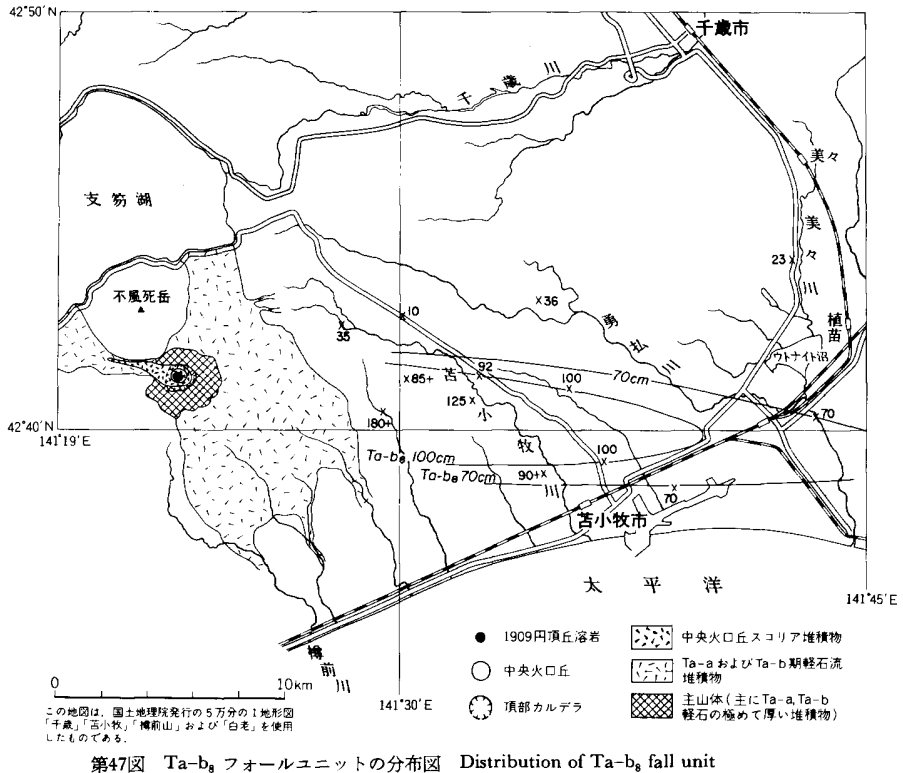 42°50′N
千歳市
千歳川
美々
美々川
支笏湖
不風死岳
23
10
36
35
勇払川
植苗
ウトナイト沼
70cm
92
85+
100
苫小牧川
125
180+
70
42°40′N
141°19′E
Ta-b₈ 100cm
100
Ta-b₈ 70cm
90+
70
苫小牧市
太平洋
141°45′E
樽前川
141°30′E
0 10km
この地図は，国土地理院発行の5万分の1地形図
「千歳」「苫小牧」「樽前山」および「白老」を使用
したものである．
1909円頂丘溶岩
中央火口丘
頂部カルデラ
中央火口丘スコリア堆積物
Ta-aおよびTa-b期軽石流
堆積物
主山体（主にTa-a,Ta-b
軽石の極めて厚い堆積物）
第47図 Ta-b₈ フォールユニットの分布図 Distribution of Ta-b₈ fall unit